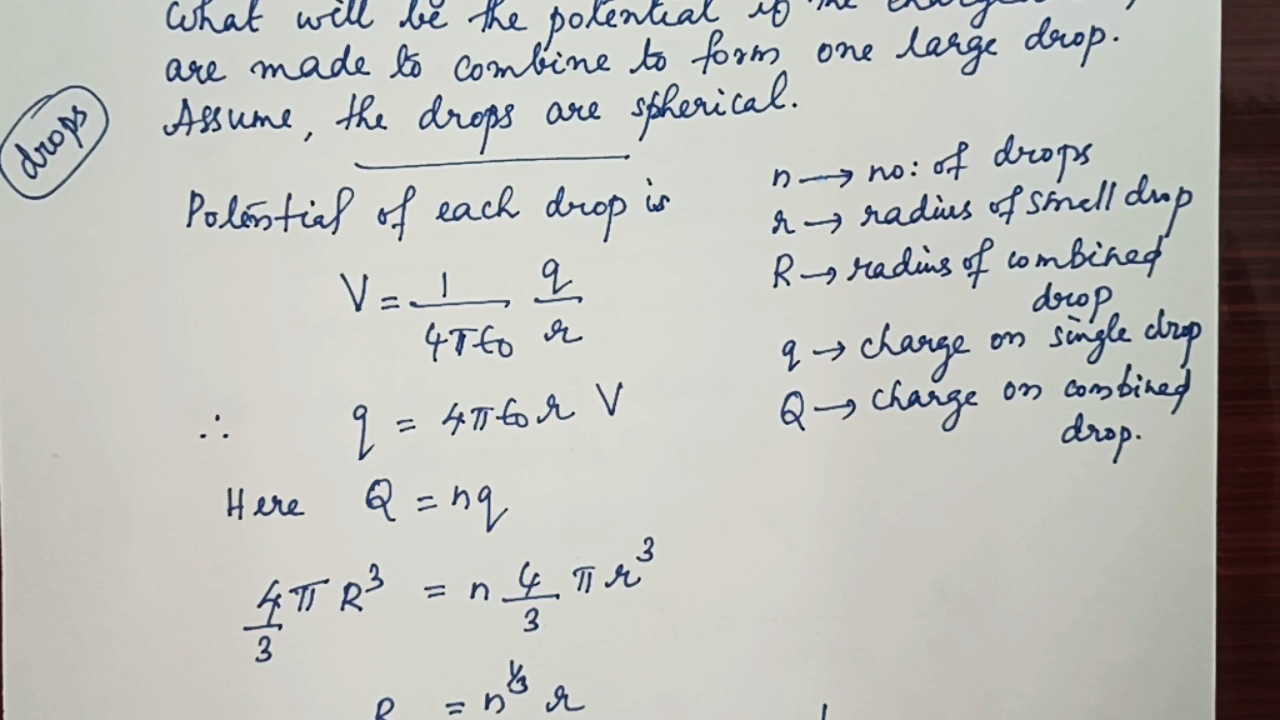 What will be the potential if the charged
are made to combine to form one large drop.
Assume, the drops are spherical.
drops
Potential of each drop is
V = 1/4πε₀ q/r
∴ q = 4πε₀ r V
Here Q = nq
4/3 π R³ = n 4/3 π r³
R = n^1/3 r
n → no: of drops
r → radius of small drop
R → radius of combined
drop
q → charge on single drop
Q → charge on combined
drop.